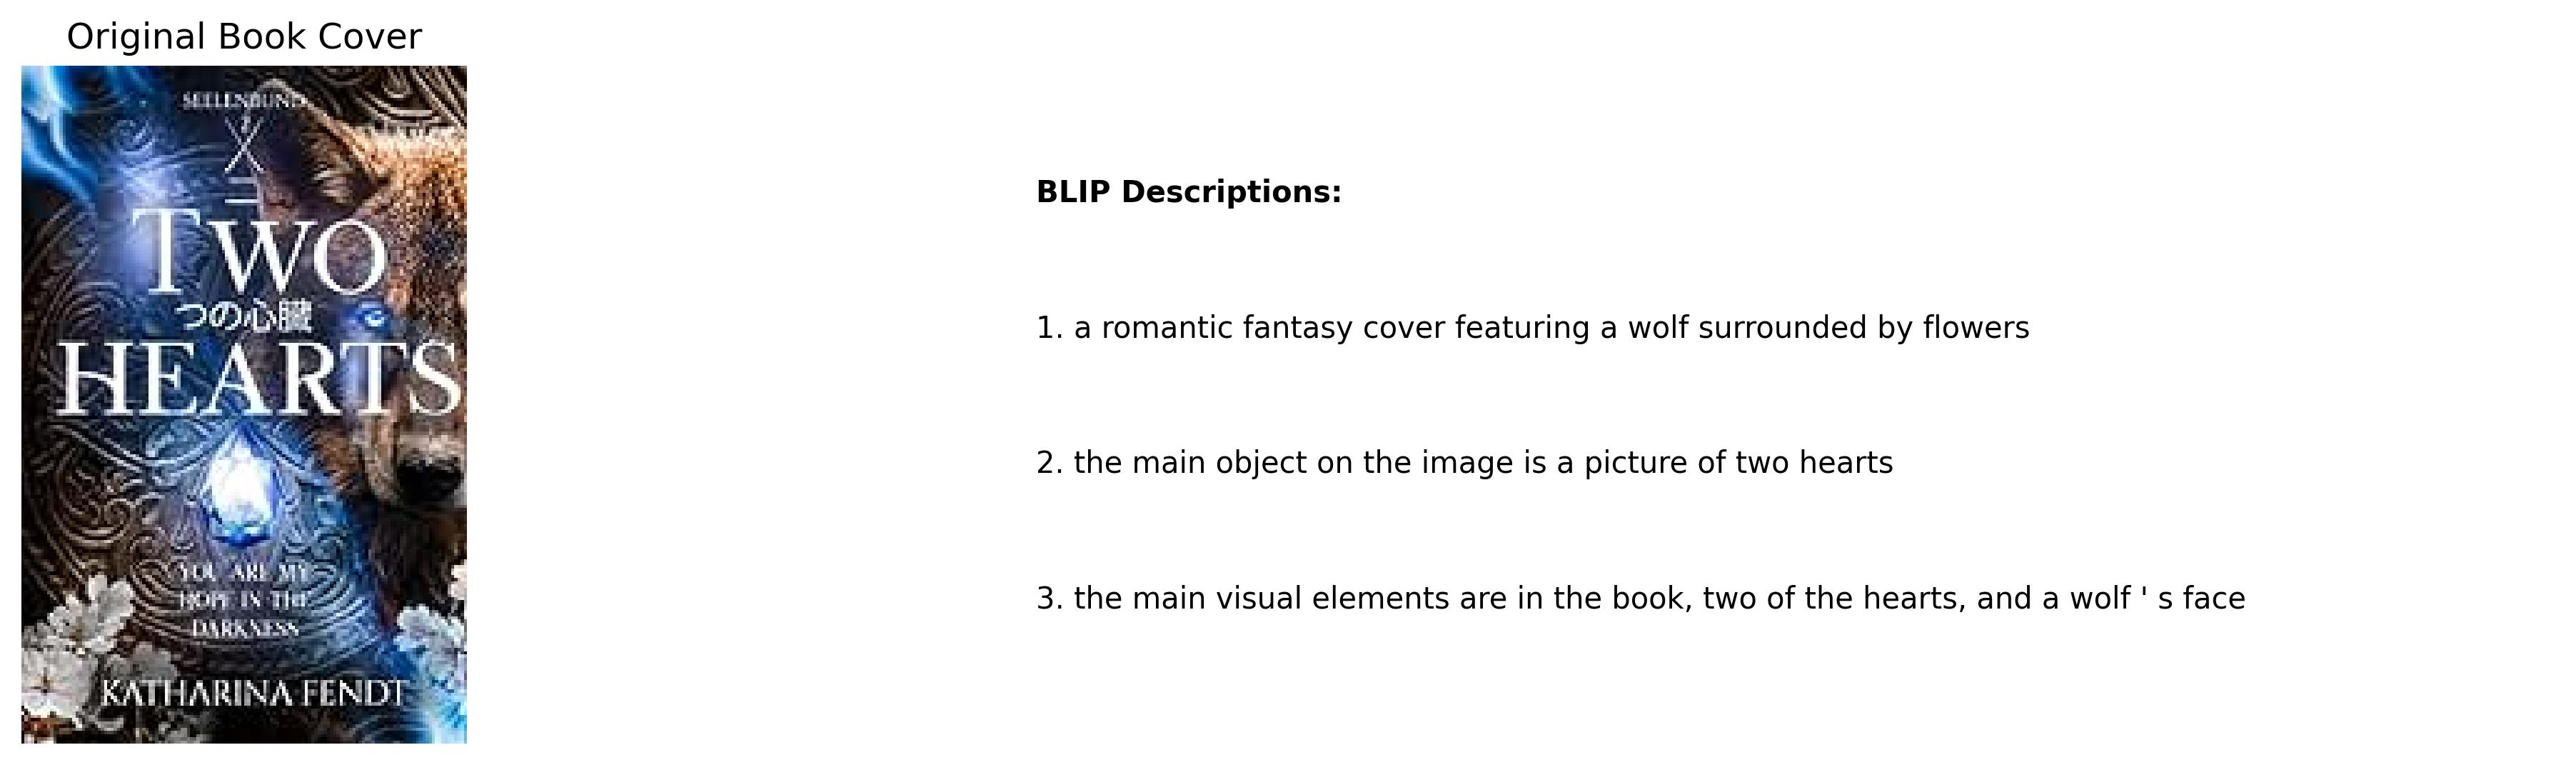 Original Book Cover
SEELENBUND
TWO
つの心臓
HEARTS
YOU ARE MY
HOPE IN THE
DARKNESS
KATHARINA FENDT
BLIP Descriptions:
1. a romantic fantasy cover featuring a wolf surrounded by flowers
2. the main object on the image is a picture of two hearts
3. the main visual elements are in the book, two of the hearts, and a wolf ' s face